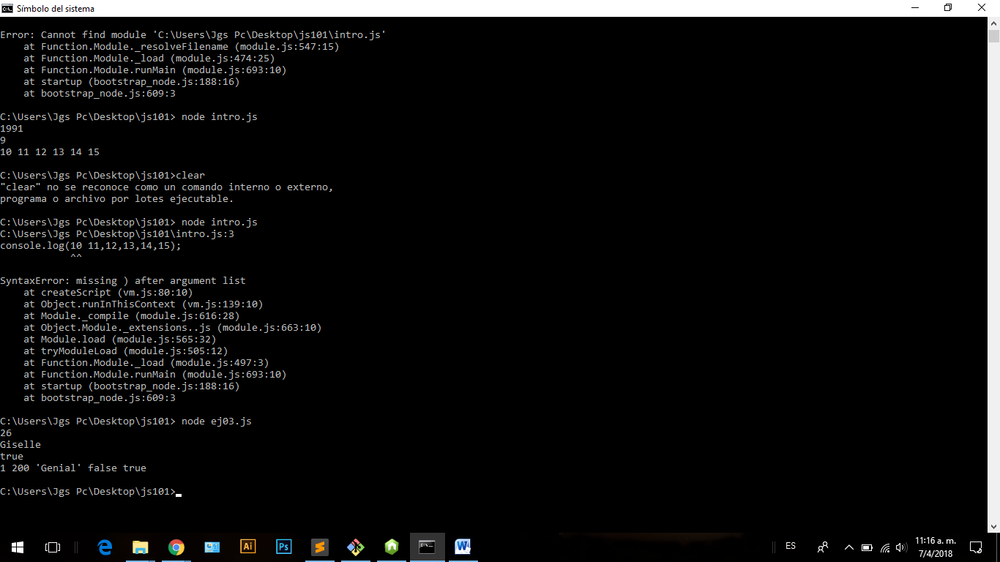 Símbolo del sistema
Error: Cannot find module 'C:\Users\Jgs Pc\Desktop\js101\intro.js'
    at Function.Module._resolveFilename (module.js:547:15)
    at Function.Module._load (module.js:474:25)
    at Function.Module.runMain (module.js:693:10)
    at startup (bootstrap_node.js:188:16)
    at bootstrap_node.js:609:3
C:\Users\Jgs Pc\Desktop\js101> node intro.js
1991
9
10 11 12 13 14 15
C:\Users\Jgs Pc\Desktop\js101>clear
"clear" no se reconoce como un comando interno o externo,
programa o archivo por lotes ejecutable.
C:\Users\Jgs Pc\Desktop\js101> node intro.js
C:\Users\Jgs Pc\Desktop\js101\intro.js:3
console.log(10 11,12,13,14,15);
            ^^
SyntaxError: missing ) after argument list
    at createScript (vm.js:80:10)
    at Object.runInThisContext (vm.js:139:10)
    at Module._compile (module.js:616:28)
    at Object.Module._extensions..js (module.js:663:10)
    at Module.load (module.js:565:32)
    at tryModuleLoad (module.js:505:12)
    at Function.Module._load (module.js:497:3)
    at Function.Module.runMain (module.js:693:10)
    at startup (bootstrap_node.js:188:16)
    at bootstrap_node.js:609:3
C:\Users\Jgs Pc\Desktop\js101> node ej03.js
26
Giselle
true
1 200 'Genial' false true
C:\Users\Jgs Pc\Desktop\js101>
Ai
Ps
ES
11:16 a. m.
7/4/2018